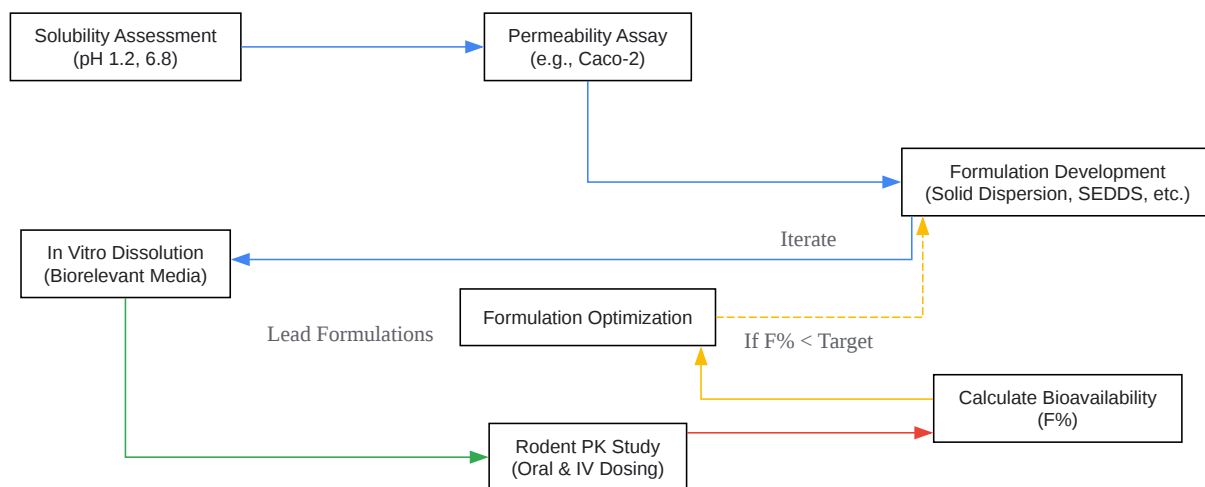 Solubility Assessment
(pH 1.2, 6.8)
Permeability Assay
(e.g., Caco-2)
Formulation Development
(Solid Dispersion, SEDDS, etc.)
Iterate
In Vitro Dissolution
(Biorelevant Media)
Formulation Optimization
Lead Formulations
If F% < Target
Calculate Bioavailability
(F%)
Rodent PK Study
(Oral & IV Dosing)